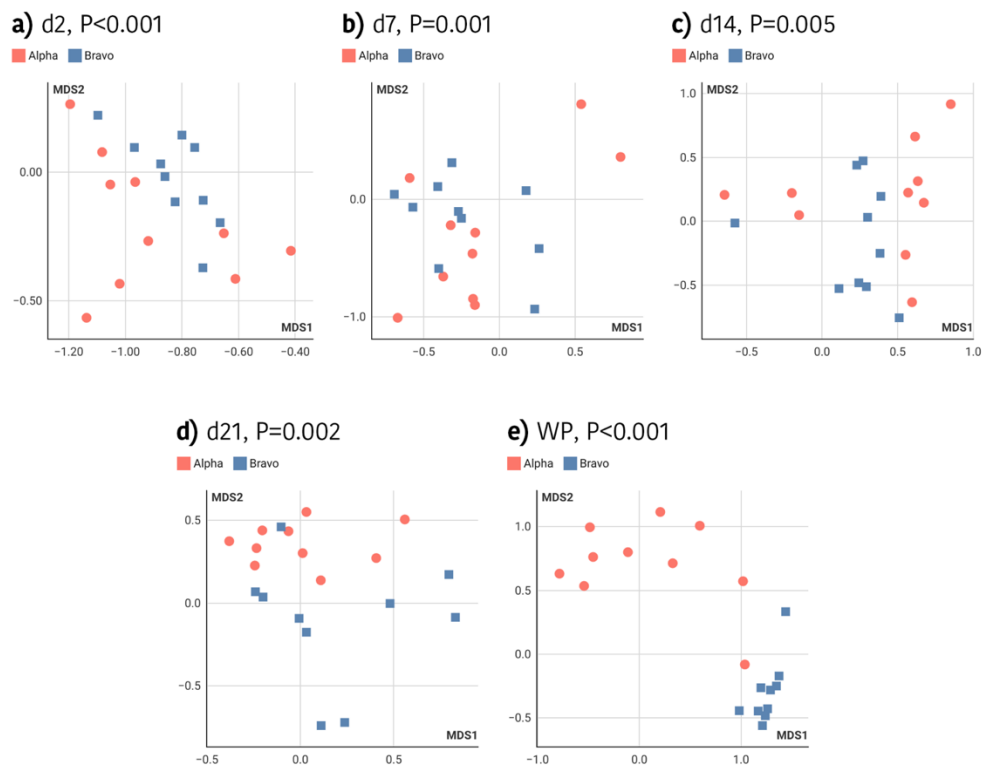 a) d2, P<0.001
Alpha Bravo
MDS2
0.00
−0.50
MDS1
−1.20 −1.00 −0.80 −0.60 −0.40
b) d7, P=0.001
Alpha Bravo
MDS2
0.0
−1.0
MDS1
−0.5 0.0 0.5
c) d14, P=0.005
Alpha Bravo
MDS2
1.0
0.5
0.0
−0.5
MDS1
−0.5 0.0 0.5 1.0
d) d21, P=0.002
Alpha Bravo
MDS2
0.5
0.0
−0.5
MDS1
−0.5 0.0 0.5
e) WP, P<0.001
Alpha Bravo
MDS2
1.0
0.5
0.0
−0.5
MDS1
−1.0 0.0 1.0